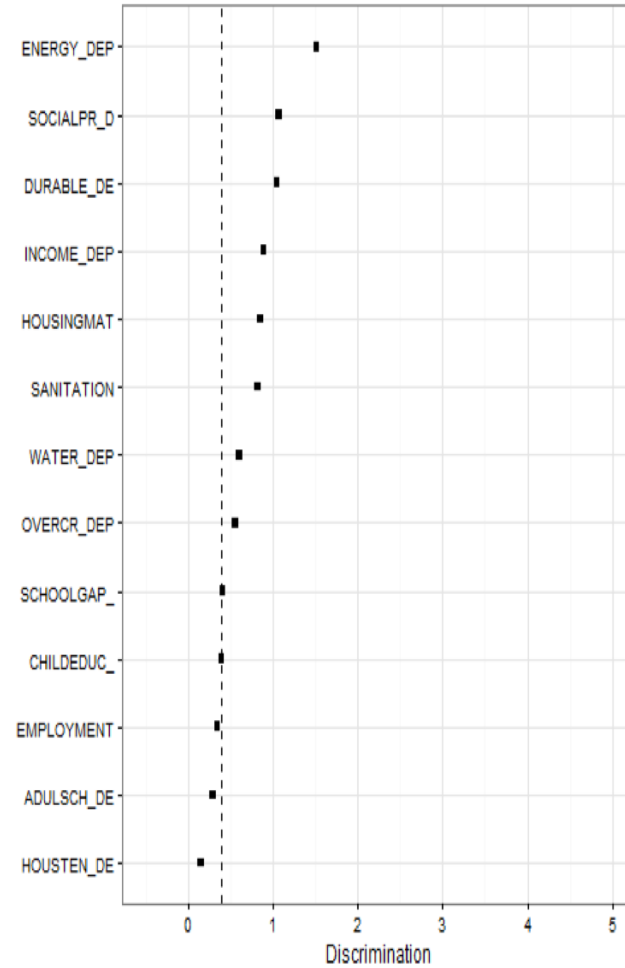 ENERGY_DEP
SOCIALPR_D
DURABLE_DE
INCOME_DEP
HOUSINGMAT
SANITATION
WATER_DEP
OVERCR_DEP
SCHOOLGAP_
CHILDEDUC_
EMPLOYMENT
ADULSCH_DE
HOUSTEN_DE
0 1 2 3 4 5
Discrimination